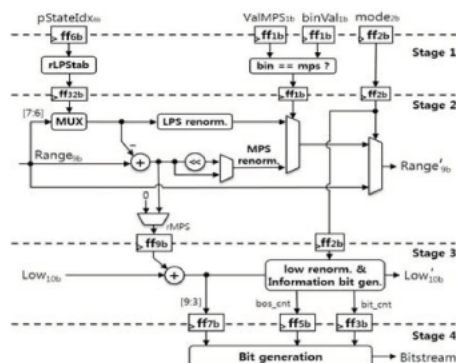 pStateIdx6b ValMPS1b binVal1b mode2b
ff6b ff1b ff1b ff2b
Stage 1
rLPStab bin == mps ?
ff32b ff1b ff2b
Stage 2
[7:6] MUX LPS renorm.
−
Range9b + << MPS renorm. Range'9b
0
rMPS
ff9b ff2b
Stage 3
Low10b + low renorm. & Information bit gen. Low'10b
[9:3] bos_cnt bit_cnt
ff7b ff5b ff3b
Stage 4
Bit generation Bitstream